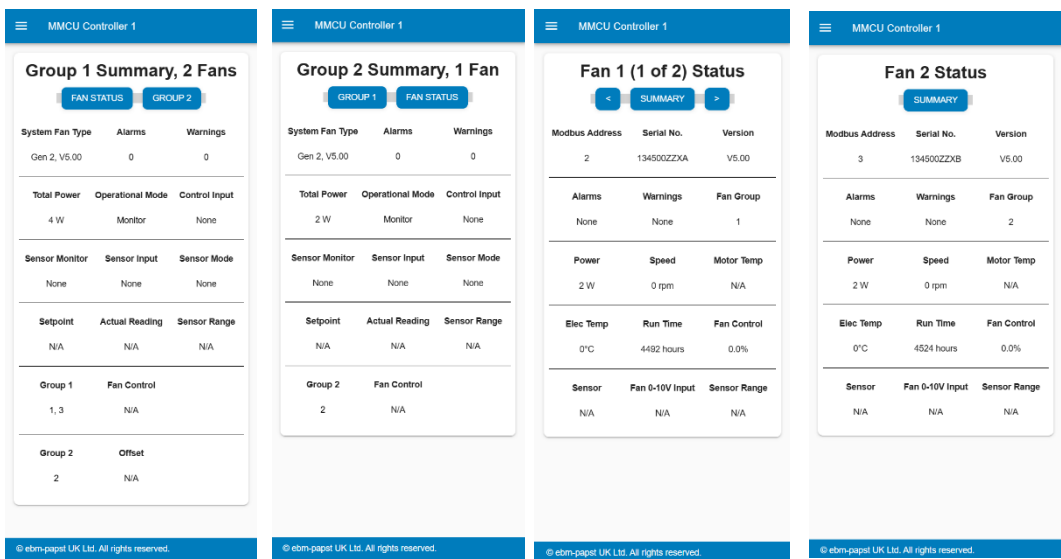 MMCU Controller 1
Group 1 Summary, 2 Fans
FAN STATUS GROUP 2
System Fan Type Alarms Warnings
Gen 2, V5.00 0 0
Total Power Operational Mode Control Input
4 W Monitor None
Sensor Monitor Sensor Input Sensor Mode
None None None
Setpoint Actual Reading Sensor Range
N/A N/A N/A
Group 1 Fan Control
1, 3 N/A
Group 2 Offset
2 N/A
© ebm-papst UK Ltd. All rights reserved.
MMCU Controller 1
Group 2 Summary, 1 Fan
GROUP 1 FAN STATUS
System Fan Type Alarms Warnings
Gen 2, V5.00 0 0
Total Power Operational Mode Control Input
2 W Monitor None
Sensor Monitor Sensor Input Sensor Mode
None None None
Setpoint Actual Reading Sensor Range
N/A N/A N/A
Group 2 Fan Control
2 N/A
© ebm-papst UK Ltd. All rights reserved.
MMCU Controller 1
Fan 1 (1 of 2) Status
< SUMMARY >
Modbus Address Serial No. Version
2 134500ZZXA V5.00
Alarms Warnings Fan Group
None None 1
Power Speed Motor Temp
2 W 0 rpm N/A
Elec Temp Run Time Fan Control
0°C 4492 hours 0.0%
Sensor Fan 0-10V Input Sensor Range
N/A N/A N/A
© ebm-papst UK Ltd. All rights reserved.
MMCU Controller 1
Fan 2 Status
SUMMARY
Modbus Address Serial No. Version
3 134500ZZXB V5.00
Alarms Warnings Fan Group
None None 2
Power Speed Motor Temp
2 W 0 rpm N/A
Elec Temp Run Time Fan Control
0°C 4524 hours 0.0%
Sensor Fan 0-10V Input Sensor Range
N/A N/A N/A
© ebm-papst UK Ltd. All rights reserved.